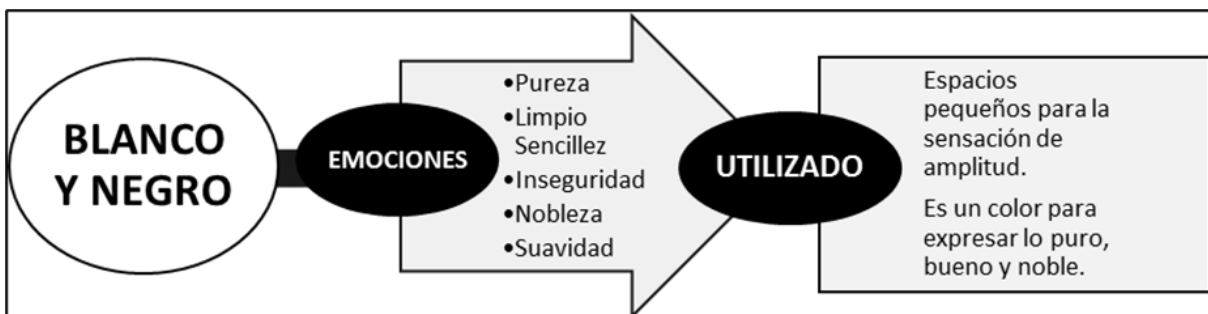 BLANCO
Y NEGRO
EMOCIONES
•Pureza
•Limpio
Sencillez
•Inseguridad
•Nobleza
•Suavidad
UTILIZADO
Espacios
pequeños para la
sensación de
amplitud.
Es un color para
expresar lo puro,
bueno y noble.